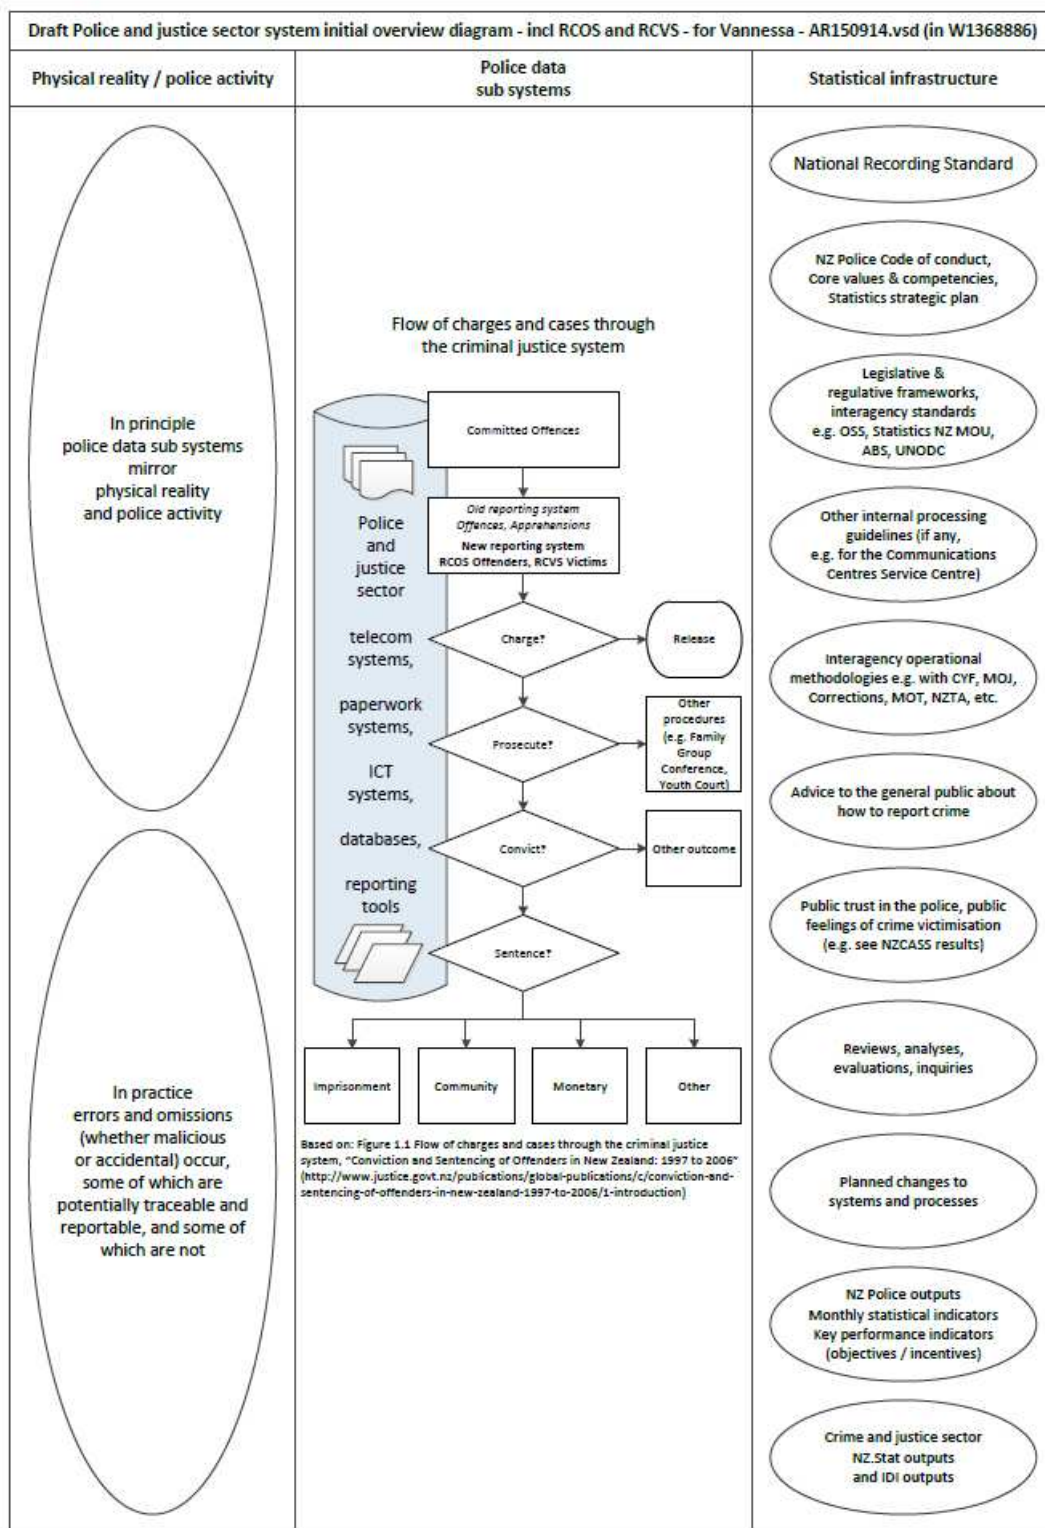 Draft Police and justice sector system initial overview diagram - incl RCOS and RCVS - for Vannessa - AR150914.vsd (in W1368886)
Physical reality / police activity
Police data
sub systems
Statistical infrastructure
In principle
police data sub systems
mirror
physical reality
and police activity
In practice
errors and omissions
(whether malicious
or accidental) occur,
some of which are
potentially traceable and
reportable, and some of
which are not
Flow of charges and cases through
the criminal justice system
Police
and
justice
sector
telecom
systems,
paperwork
systems,
ICT
systems,
databases,
reporting
tools
Committed Offences
Old reporting system
Offences, Apprehensions
New reporting system
RCOS Offenders, RCVS Victims
Charge?
Release
Prosecute?
Other
procedures
(e.g. Family
Group
Conference,
Youth Court)
Convict?
Other outcome
Sentence?
Imprisonment
Community
Monetary
Other
Based on: Figure 1.1 Flow of charges and cases through the criminal justice
system, "Conviction and Sentencing of Offenders in New Zealand: 1997 to 2006"
(http://www.justice.govt.nz/publications/global-publications/c/conviction-and-
sentencing-of-offenders-in-new-zealand-1997-to-2006/1-introduction)
National Recording Standard
NZ Police Code of conduct,
Core values & competencies,
Statistics strategic plan
Legislative &
regulative frameworks,
interagency standards
e.g. OSS, Statistics NZ MOU,
ABS, UNODC
Other internal processing
guidelines (if any,
e.g. for the Communications
Centres Service Centre)
Interagency operational
methodologies e.g. with CYF, MOJ,
Corrections, MOT, NZTA, etc.
Advice to the general public about
how to report crime
Public trust in the police, public
feelings of crime victimisation
(e.g. see NZCASS results)
Reviews, analyses,
evaluations, inquiries
Planned changes to
systems and processes
NZ Police outputs
Monthly statistical indicators
Key performance indicators
(objectives / incentives)
Crime and justice sector
NZ.Stat outputs
and IDI outputs